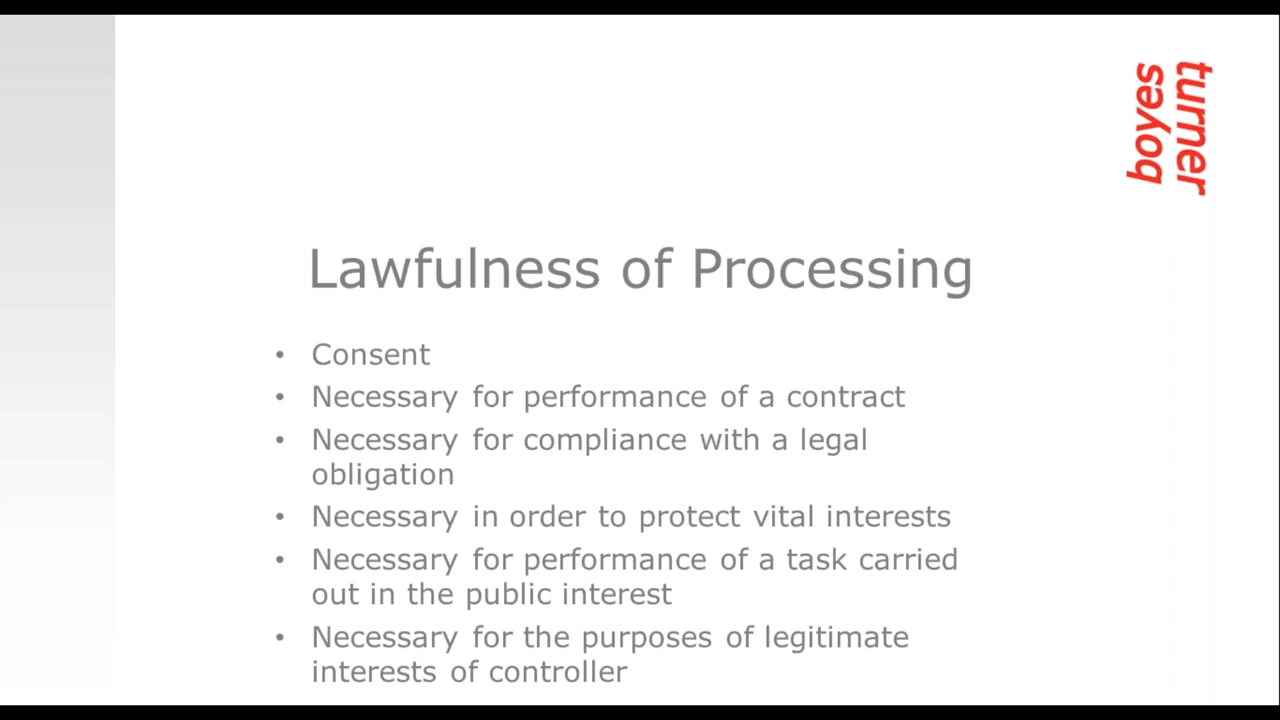 boyes
turner
Lawfulness of Processing
• Consent
• Necessary for performance of a contract
• Necessary for compliance with a legal
obligation
• Necessary in order to protect vital interests
• Necessary for performance of a task carried
out in the public interest
• Necessary for the purposes of legitimate
interests of controller